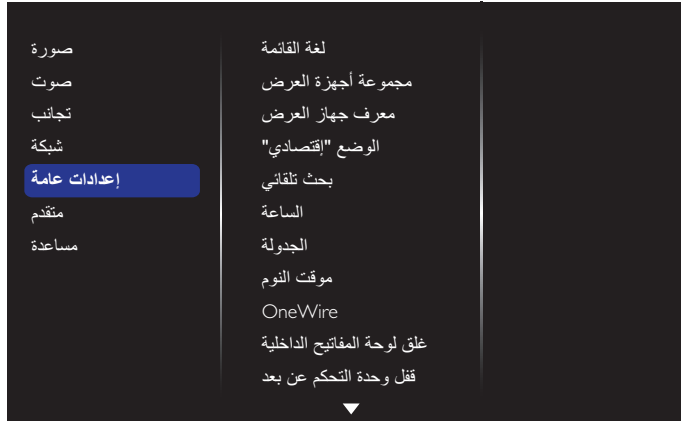 صورة
صوت
تجانب
شبكة
إعدادات عامة
متقدم
مساعدة
لغة القائمة
مجموعة أجهزة العرض
معرف جهاز العرض
الوضع "إقتصادي"
بحث تلقائي
الساعة
الجدولة
موقت النوم
OneWire
غلق لوحة المفاتيح الداخلية
قفل وحدة التحكم عن بعد